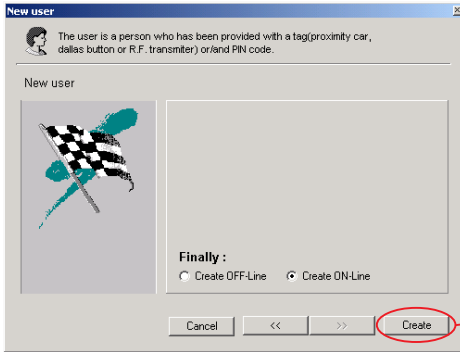 New user
The user is a person who has been provided with a tag(proximity car,
dallas button or R.F. transmiter) or/and PIN code.
New user
Finally :
Create OFF-Line Create ON-Line
Cancel << >> Create